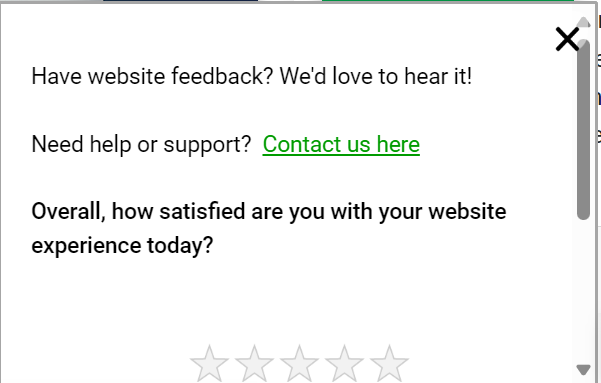 Have website feedback? We'd love to hear it!
Need help or support? Contact us here
Overall, how satisfied are you with your website
experience today?